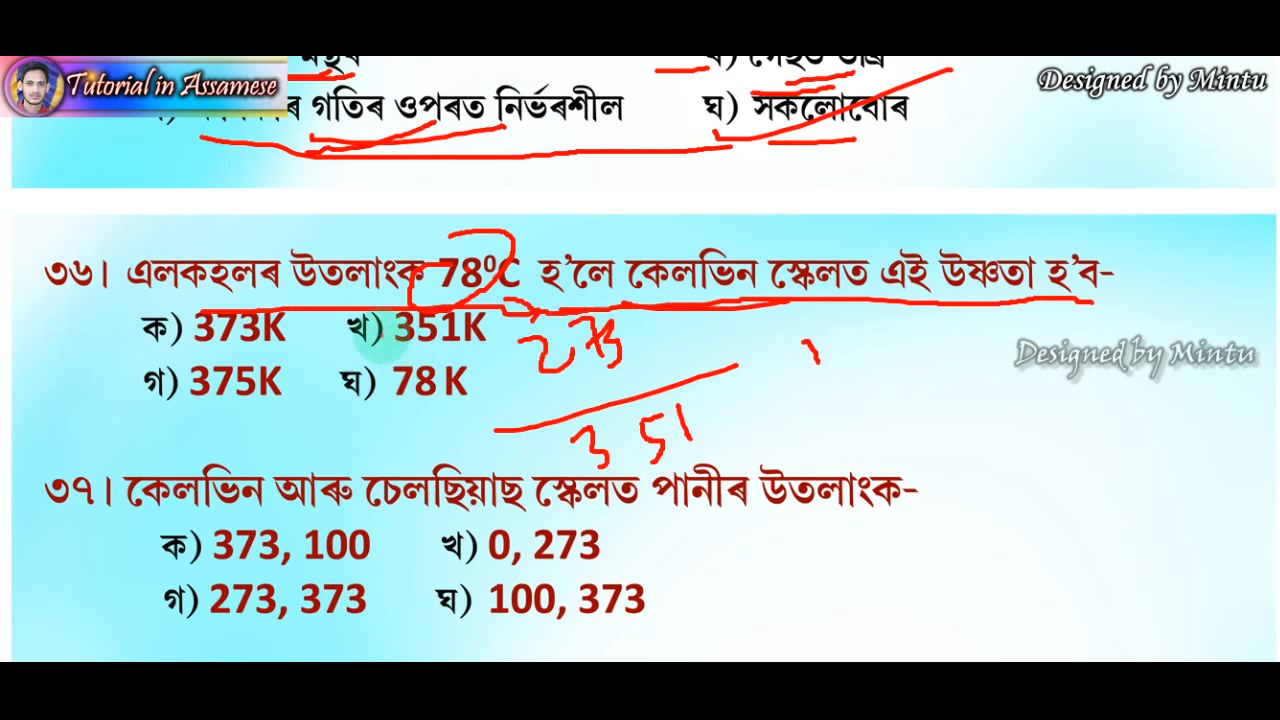 Tutorial in Assamese
Designed by Mintu
গতিৰ ওপৰত নিৰ্ভৰশীল ঘ) সকলোবোৰ
৩৬। এলকহলৰ উতলাংক 78⁰C হ’লে কেলভিন স্কেলত এই উষ্ণতা হ’ব-
ক) 373K খ) 351K
273
Designed by Mintu
গ) 375K ঘ) 78 K
351
৩৭। কেলভিন আৰু চেলছিয়াছ স্কেলত পানীৰ উতলাংক-
ক) 373, 100 খ) 0, 273
গ) 273, 373 ঘ) 100, 373